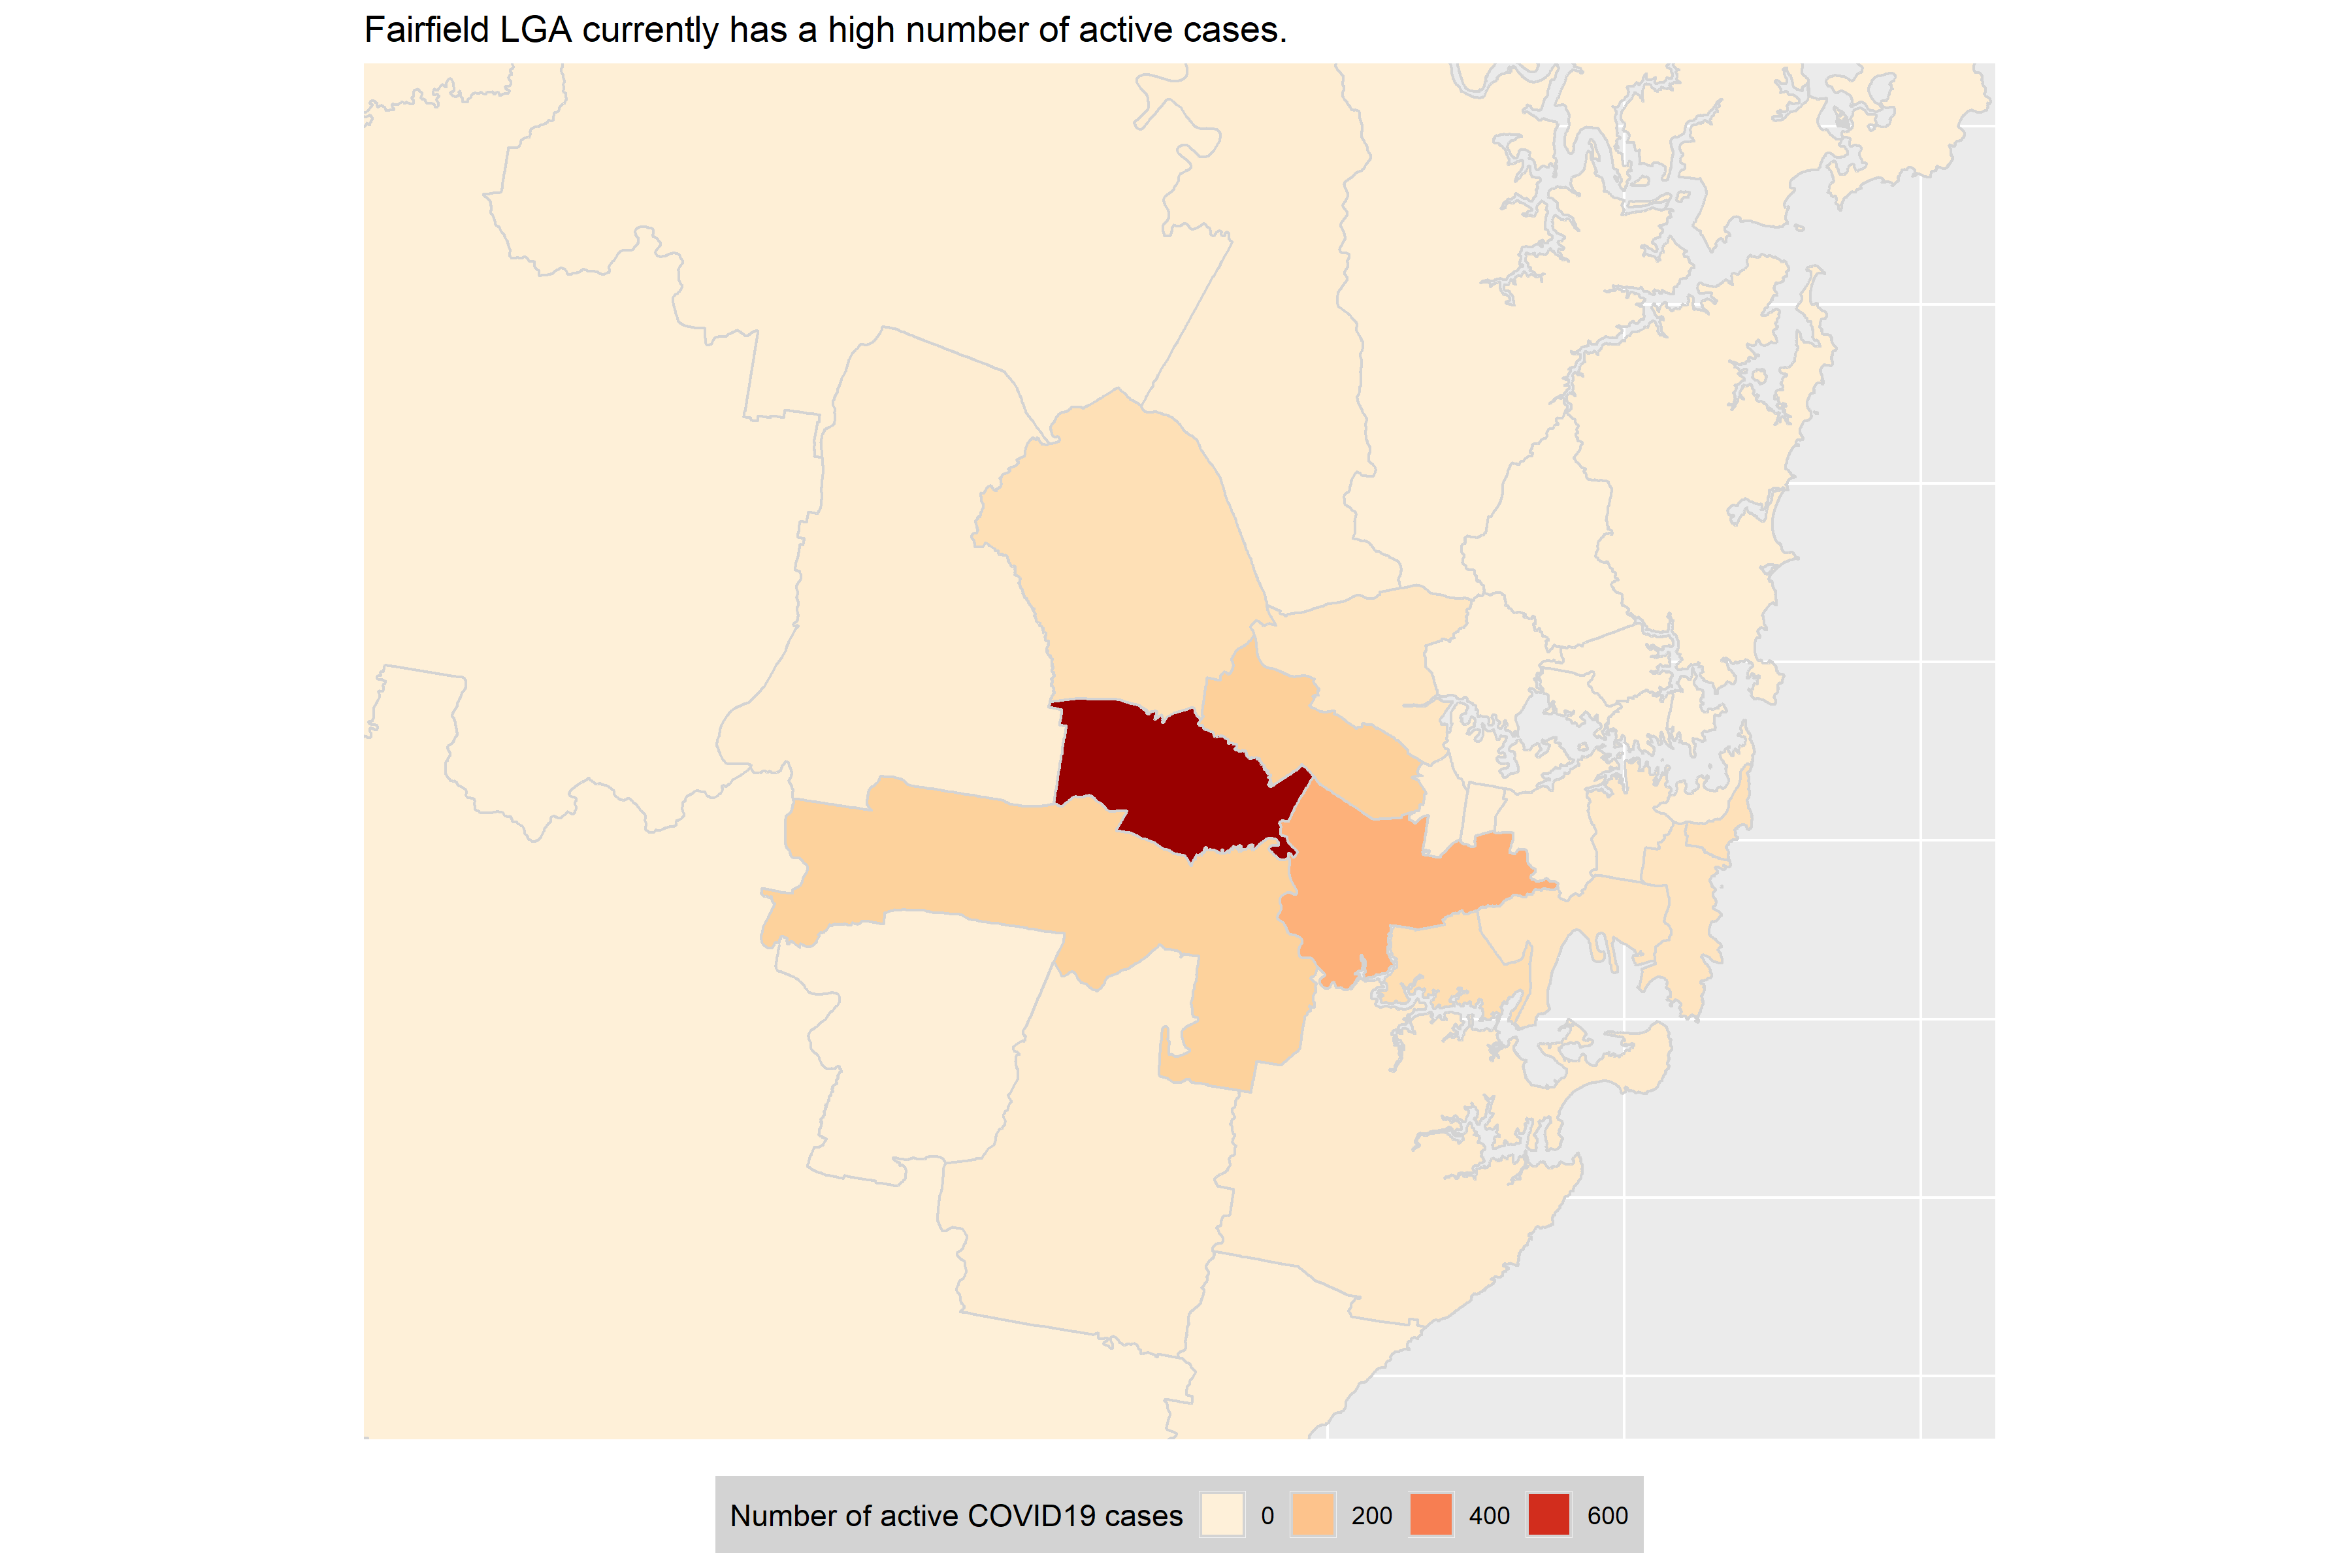 Fairfield LGA currently has a high number of active cases.
Number of active COVID19 cases 0 200 400 600